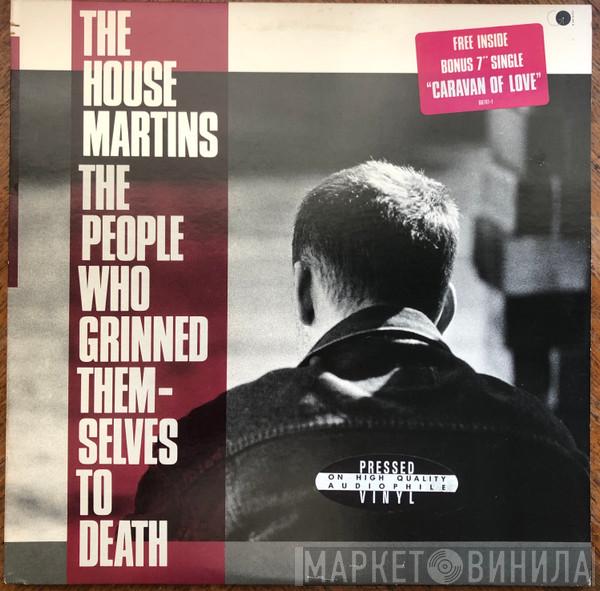 THE
HOUSE
MARTINS
THE
PEOPLE
WHO
GRINNED
THEM-
SELVES
TO
DEATH
FREE INSIDE
BONUS 7" SINGLE
"CARAVAN OF LOVE"
PRESSED
ON HIGH QUALITY
AUDIOPHILE
VINYL
МАРКЕТ ВИНИЛА